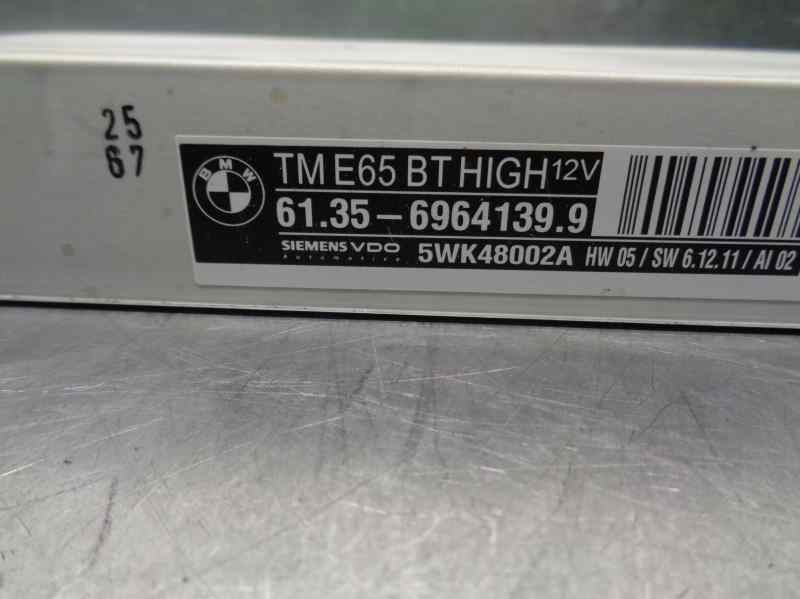 25
67
BMW
TM E65 BT HIGH 12V
61.35 – 6964139.9
SIEMENS VDO 5WK48002A HW 05 / SW 6.12.11 / AI 02
Automotive